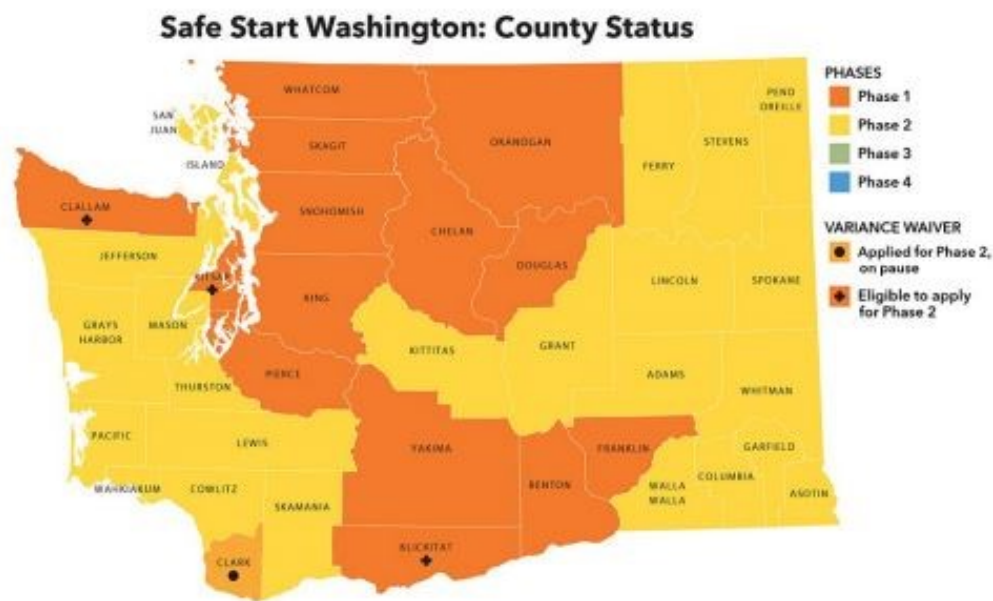 Safe Start Washington: County Status
PHASES
Phase 1
Phase 2
Phase 3
Phase 4
VARIANCE WAIVER
Applied for Phase 2,
on pause
Eligible to apply
for Phase 2
WHATCOM
SAN
JUAN
SKAGIT
ISLAND
OKANOGAN
FERRY
STEVENS
PEND
OREILLE
CLALLAM
SNOHOMISH
CHELAN
JEFFERSON
DOUGLAS
KITSAP
KING
LINCOLN
SPOKANE
GRAYS
HARBOR
MASON
KITTITAS
GRANT
THURSTON
PIERCE
ADAMS
WHITMAN
PACIFIC
LEWIS
YAKIMA
FRANKLIN
GARFIELD
WAHKIAKUM
COWLITZ
SKAMANIA
BENTON
WALLA
WALLA
COLUMBIA
ASOTIN
CLARK
KLICKITAT